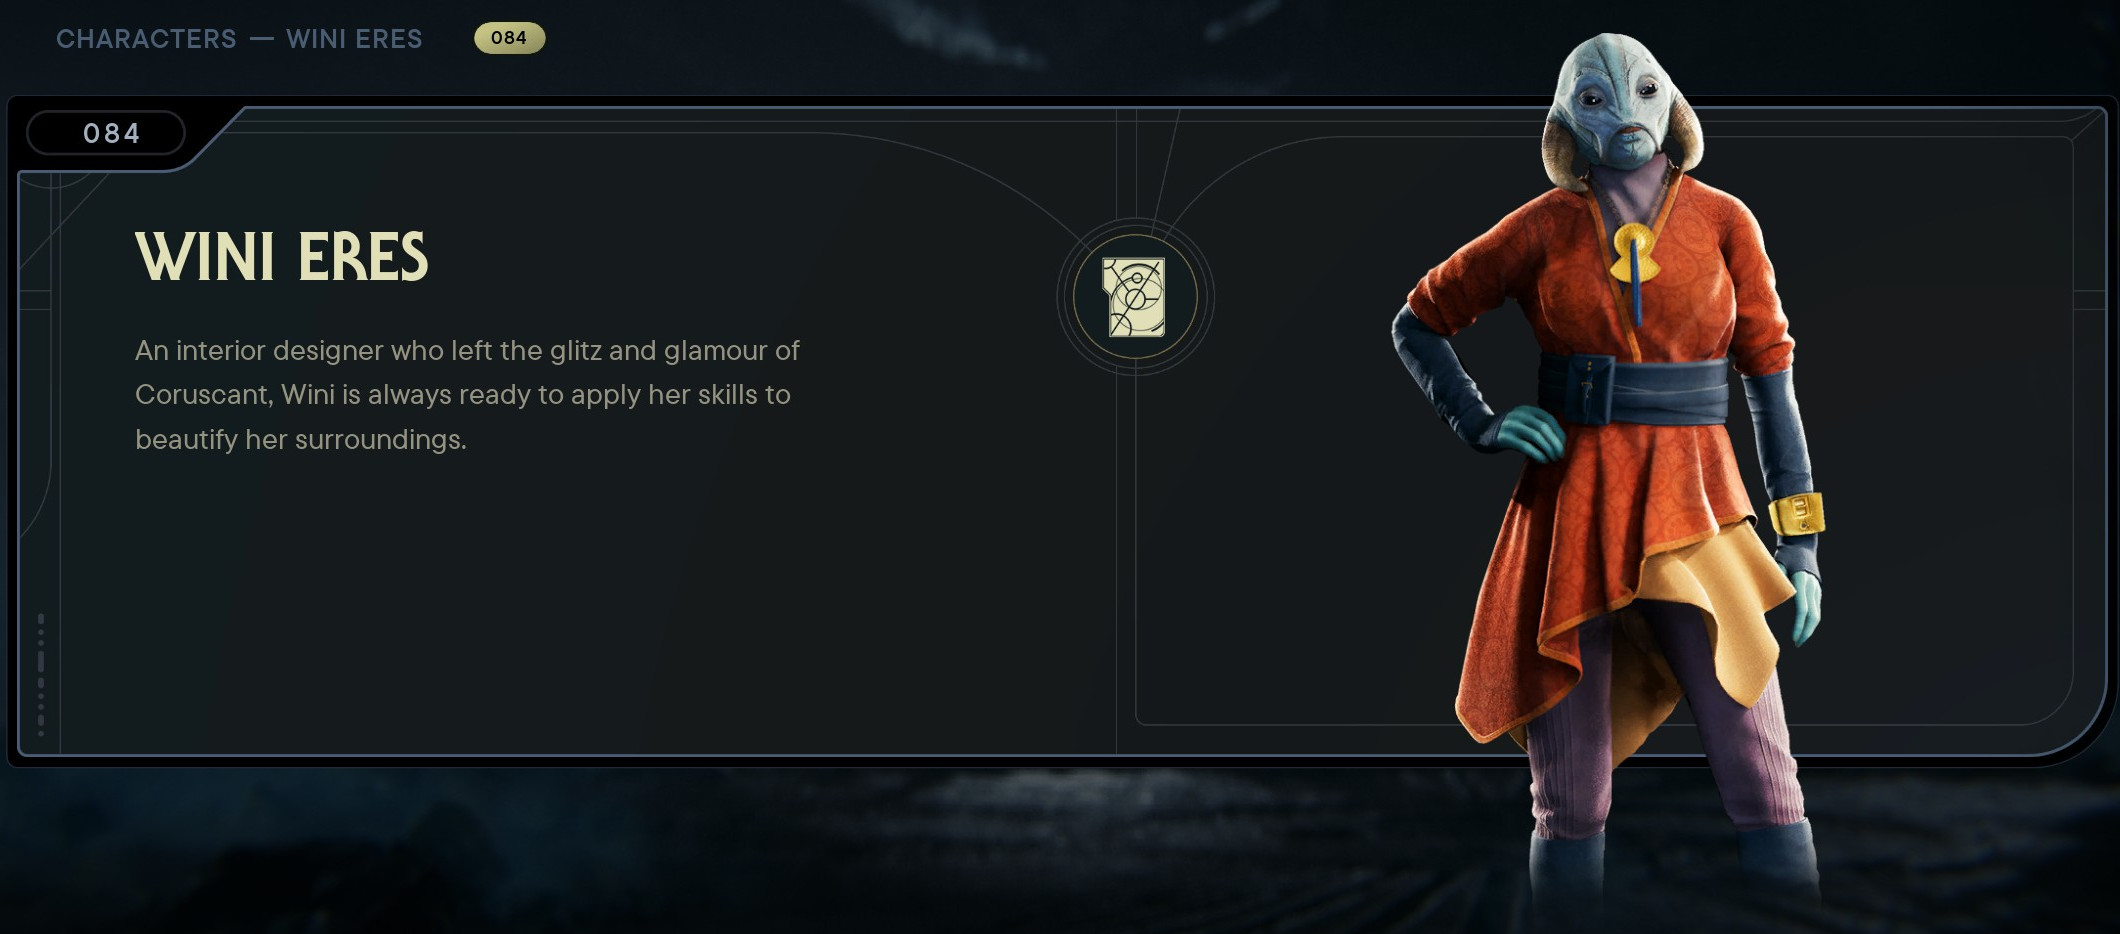 CHARACTERS — WINI ERES 084
084
WINI ERES
An interior designer who left the glitz and glamour of
Coruscant, Wini is always ready to apply her skills to
beautify her surroundings.